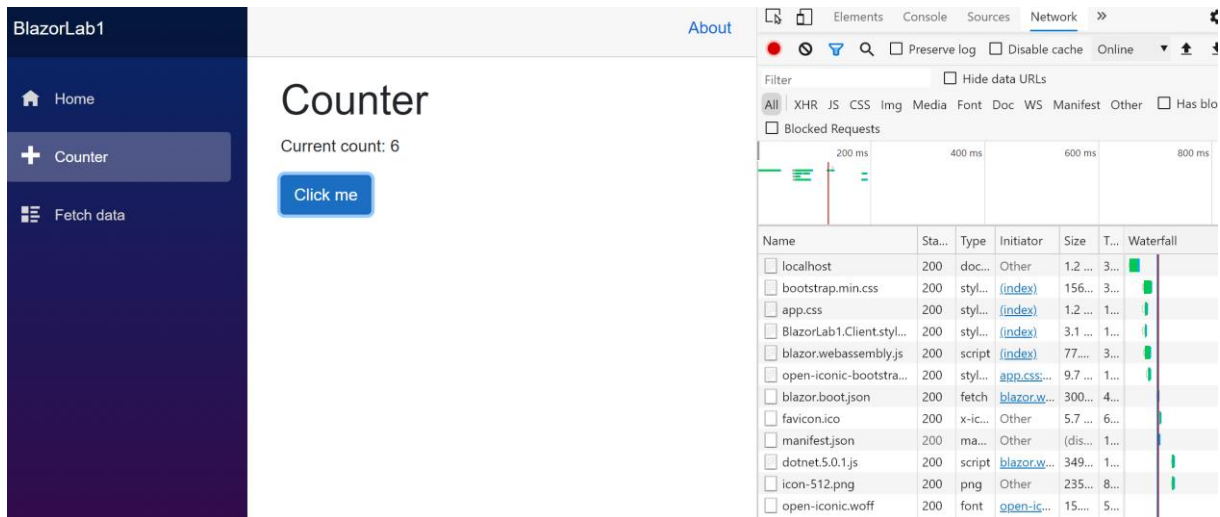 BlazorLab1
About
Home
Counter
Fetch data
Counter
Current count: 6
Click me
Elements Console Sources Network »
Preserve log Disable cache Online
Filter Hide data URLs
All XHR JS CSS Img Media Font Doc WS Manifest Other Has blo
Blocked Requests
200 ms 400 ms 600 ms 800 ms
Name Sta... Type Initiator Size T... Waterfall
localhost 200 doc... Other 1.2 ... 3...
bootstrap.min.css 200 styl... (index) 156... 3...
app.css 200 styl... (index) 1.2 ... 1...
BlazorLab1.Client.styl... 200 styl... (index) 3.1 ... 1...
blazor.webassembly.js 200 script (index) 77.... 3...
open-iconic-bootstra... 200 styl... app.css:... 9.7 ... 1...
blazor.boot.json 200 fetch blazor.w... 300... 4...
favicon.ico 200 x-ic... Other 5.7 ... 6...
manifest.json 200 ma... Other (dis... 1...
dotnet.5.0.1.js 200 script blazor.w... 349... 1...
icon-512.png 200 png Other 235... 8...
open-iconic.woff 200 font open-ic... 15.... 5...